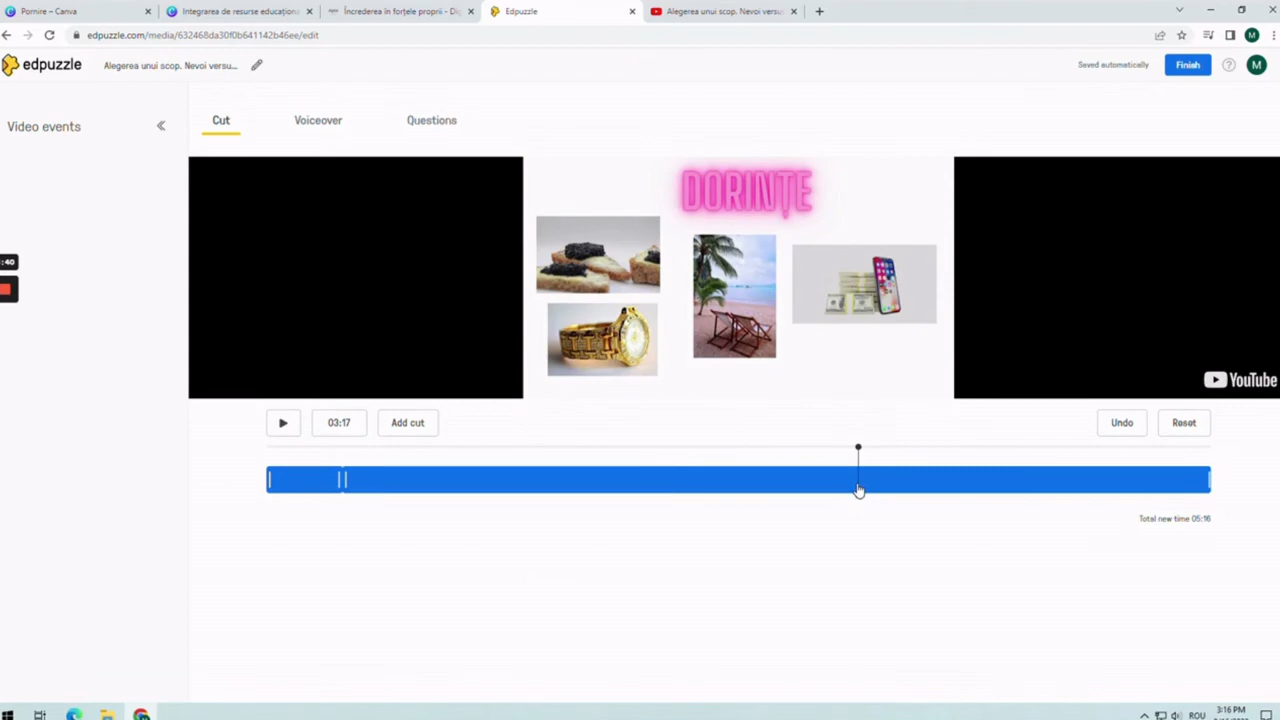 Pornire – Canva
Integrarea de resurse educaționa
Încrederea în forțele proprii - Dig
Edpuzzle
Alegerea unui scop. Nevoi versu
edpuzzle.com/media/632468da30f0b641142b46ee/edit
M
edpuzzle
Alegerea unui scop. Nevoi versu...
Saved automatically
Finish
?
M
Video events
Cut
Voiceover
Questions
DORINȚE
:40
YouTube
03:17
Add cut
Undo
Reset
Total new time 05:16
ROU
3:16 PM